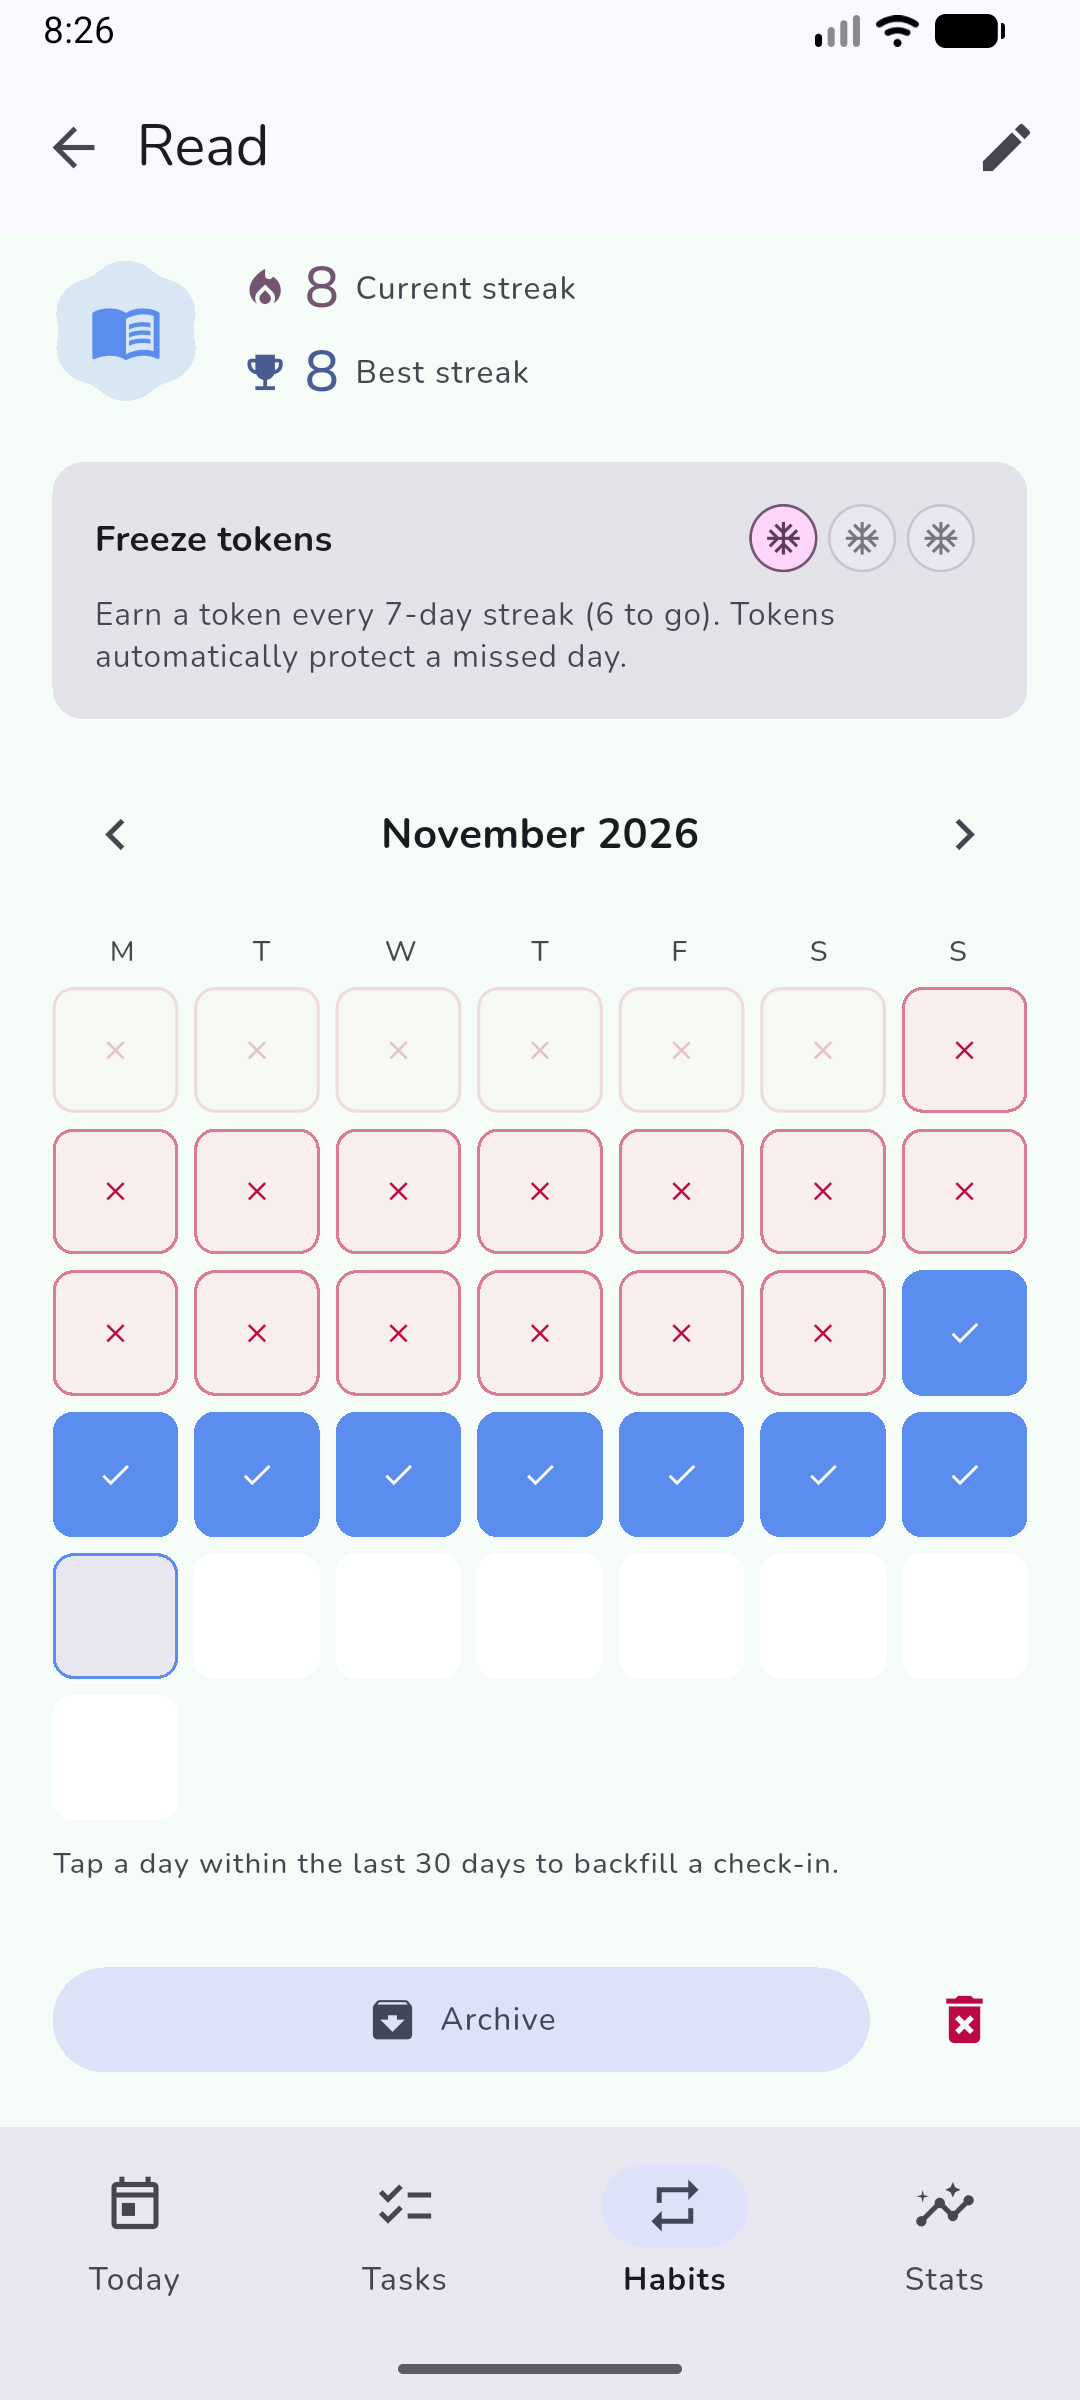 8:26
Read
8 Current streak
8 Best streak
Freeze tokens
Earn a token every 7-day streak (6 to go). Tokens
automatically protect a missed day.
November 2026
M T W T F S S
Tap a day within the last 30 days to backfill a check-in.
Archive
Today Tasks Habits Stats